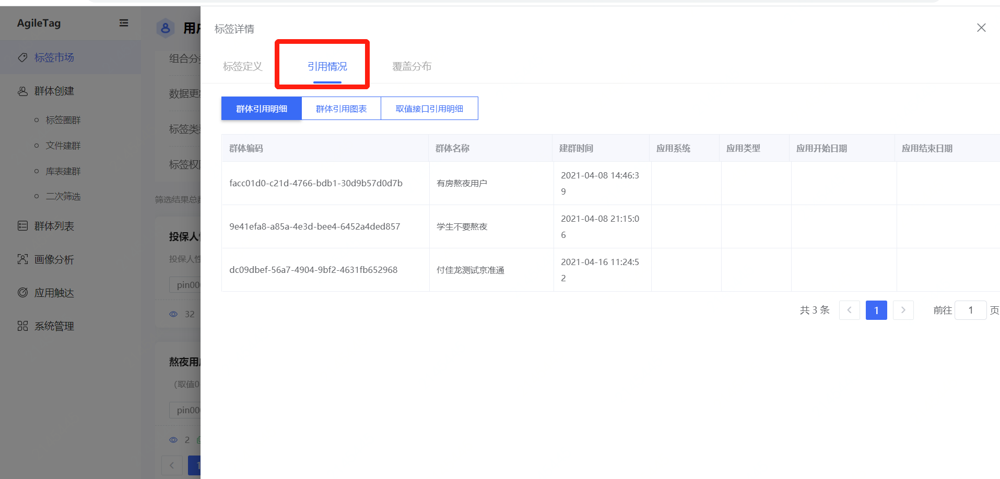 AgileTag
标签市场
群体创建
标签圈群
文件建群
库表建群
二次筛选
群体列表
画像分析
应用触达
系统管理
用户
组合分类
数据更
标签类
标签权
筛选结果总
投保人
投保人性
pin00
32
熬夜用
（取值0
pin00
2
1
标签详情
标签定义
引用情况
覆盖分布
群体引用明细
群体引用图表
取值接口引用明细
群体编码 群体名称 建群时间 应用系统 应用类型 应用开始日期 应用结束日期
facc01d0-c21d-4766-bdb1-30d9b57d0d7b 有房熬夜用户 2021-04-08 14:46:3
9
9e41efa8-a85a-4e3d-bee4-6452a4ded857 学生不要熬夜 2021-04-08 21:15:0
6
dc09dbef-56a7-4904-9bf2-4631fb652968 付佳龙测试京准通 2021-04-16 11:24:5
2
共 3 条 1 前往 1 页